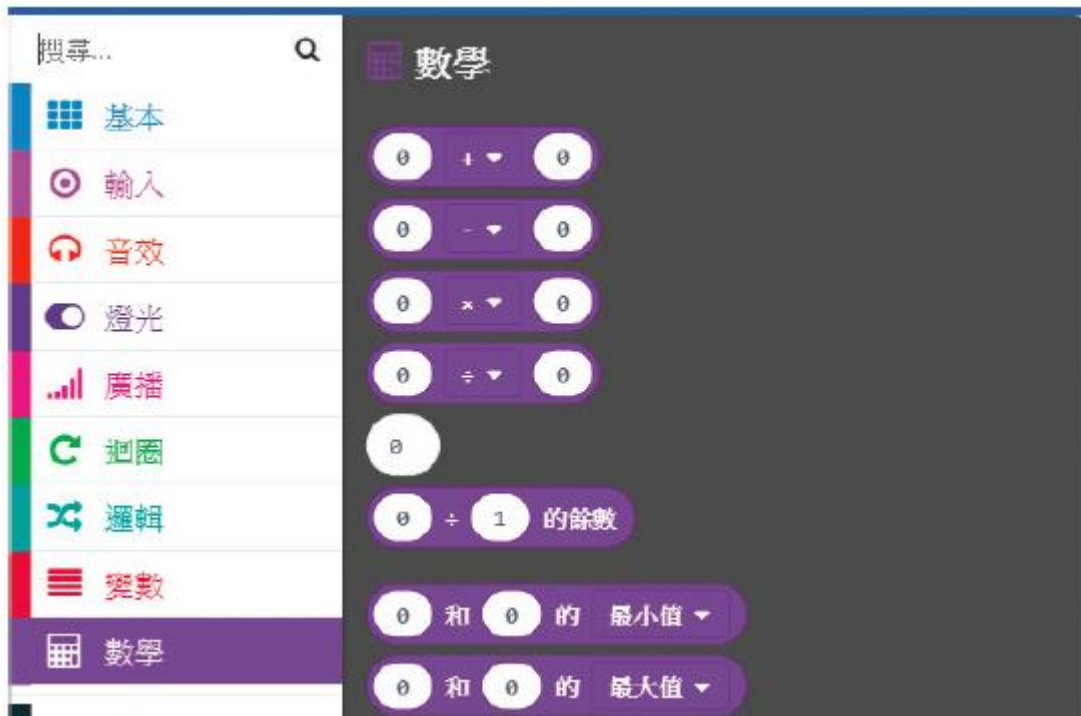 搜尋...
基本
輸入
音效
燈光
廣播
迴圈
邏輯
變數
數學
數學
0 + 0
0 - 0
0 × 0
0 ÷ 0
0
0 ÷ 1 的餘數
0 和 0 的 最小值
0 和 0 的 最大值